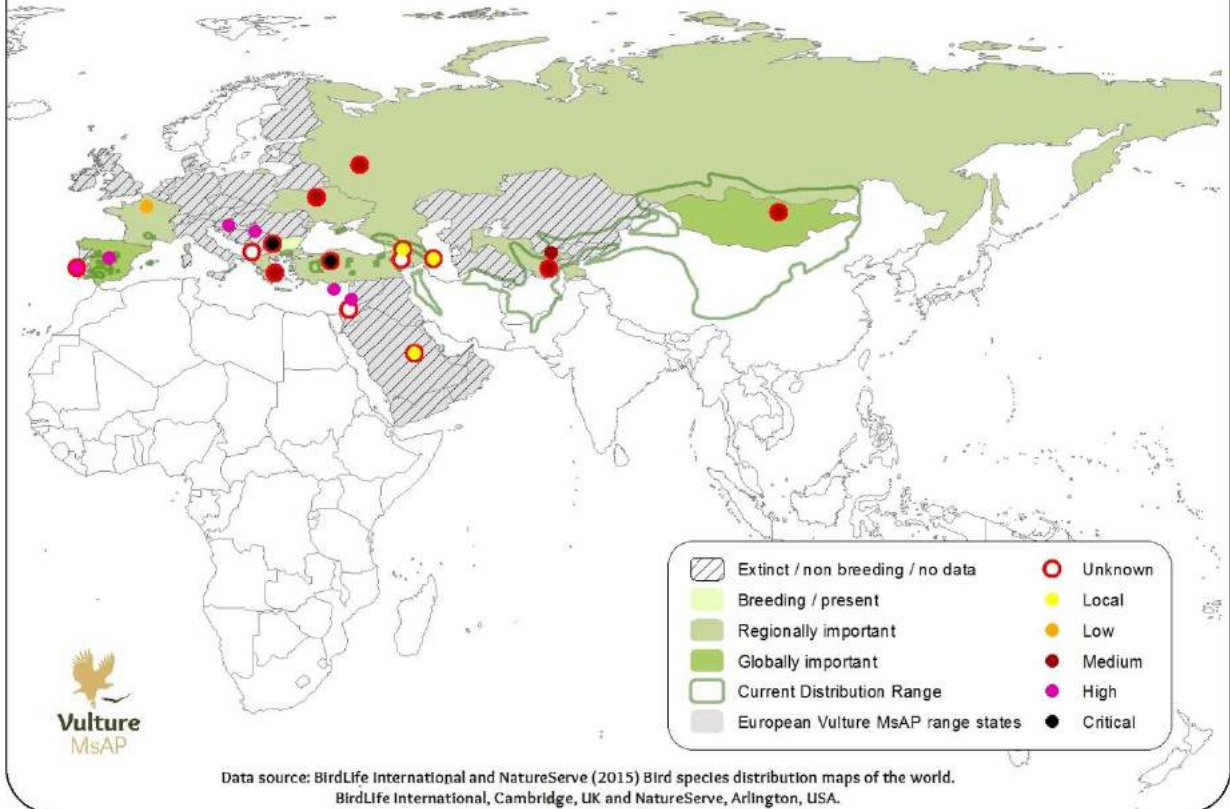 Extinct / non breeding / no data
Breeding / present
Regionally important
Globally important
Current Distribution Range
European Vulture MsAP range states
Unknown
Local
Low
Medium
High
Critical
Vulture
MsAP
Data source: BirdLife International and NatureServe (2015) Bird species distribution maps of the world.
BirdLife International, Cambridge, UK and NatureServe, Arlington, USA.